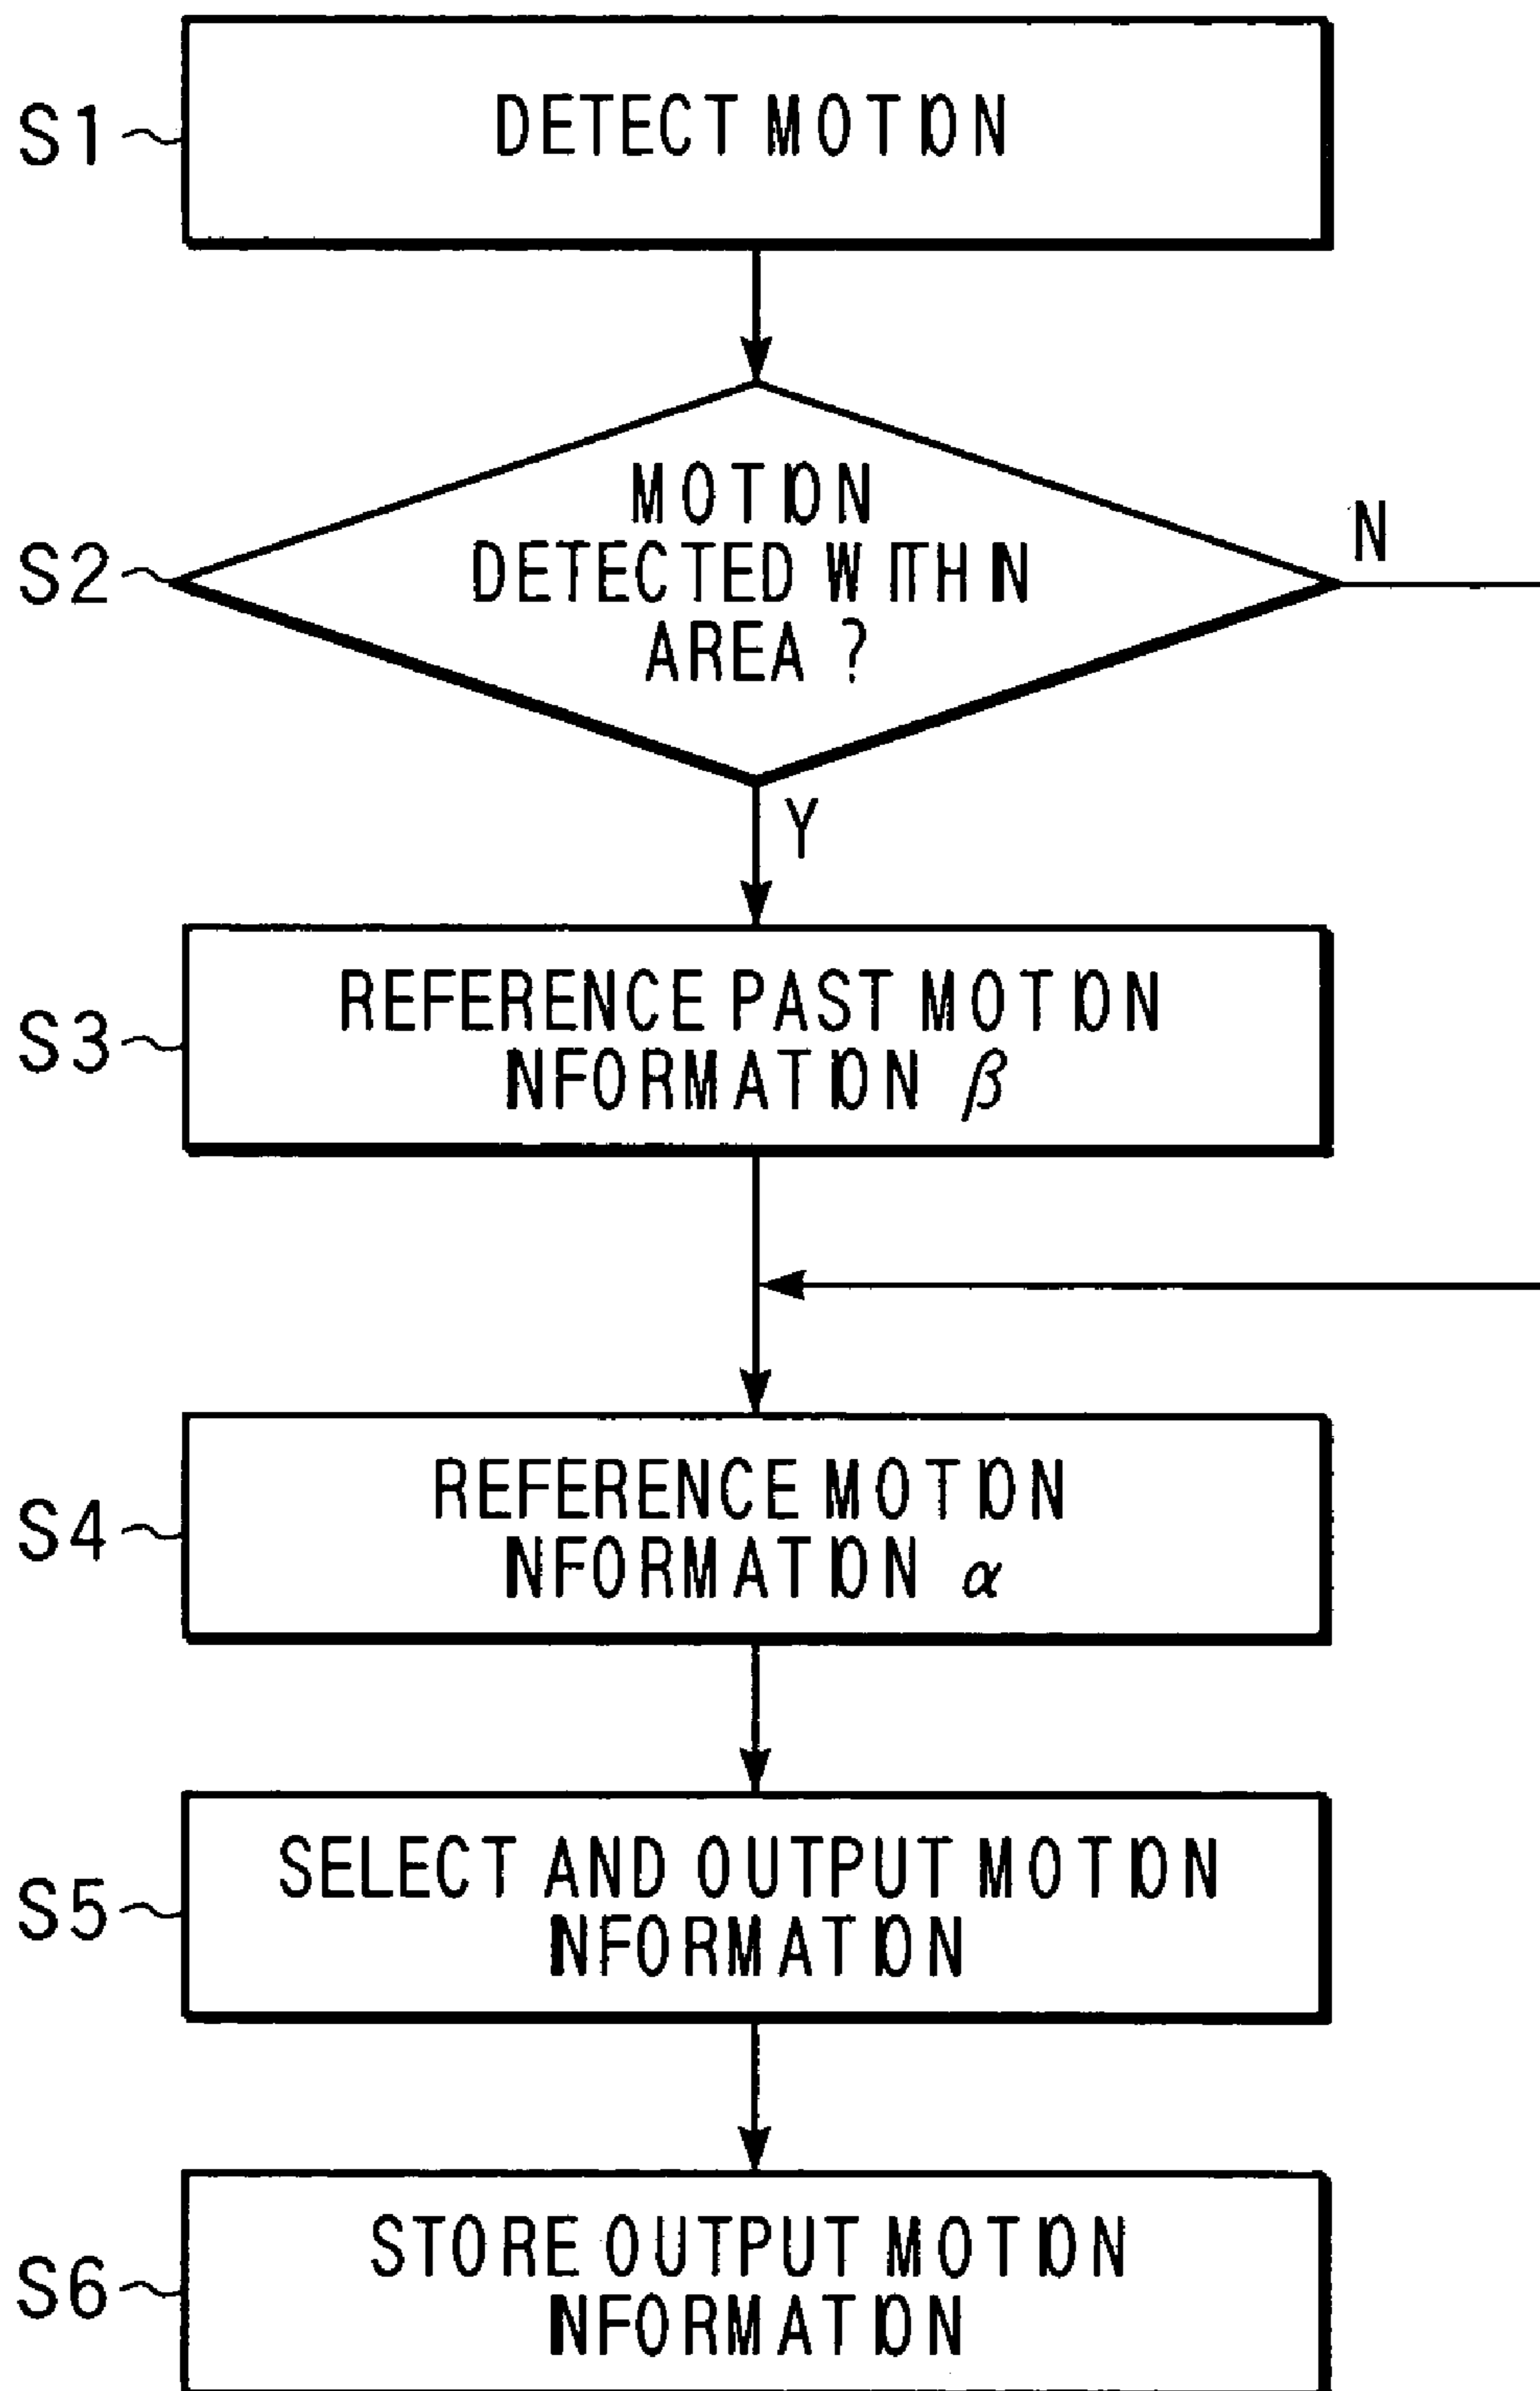 S1
DETECT MOTION
S2
MOTION
DETECTED WITHIN
AREA ?
N
Y
S3
REFERENCE PAST MOTION
INFORMATION β
S4
REFERENCE MOTION
INFORMATION α
S5
SELECT AND OUTPUT MOTION
INFORMATION
S6
STORE OUTPUT MOTION
INFORMATION